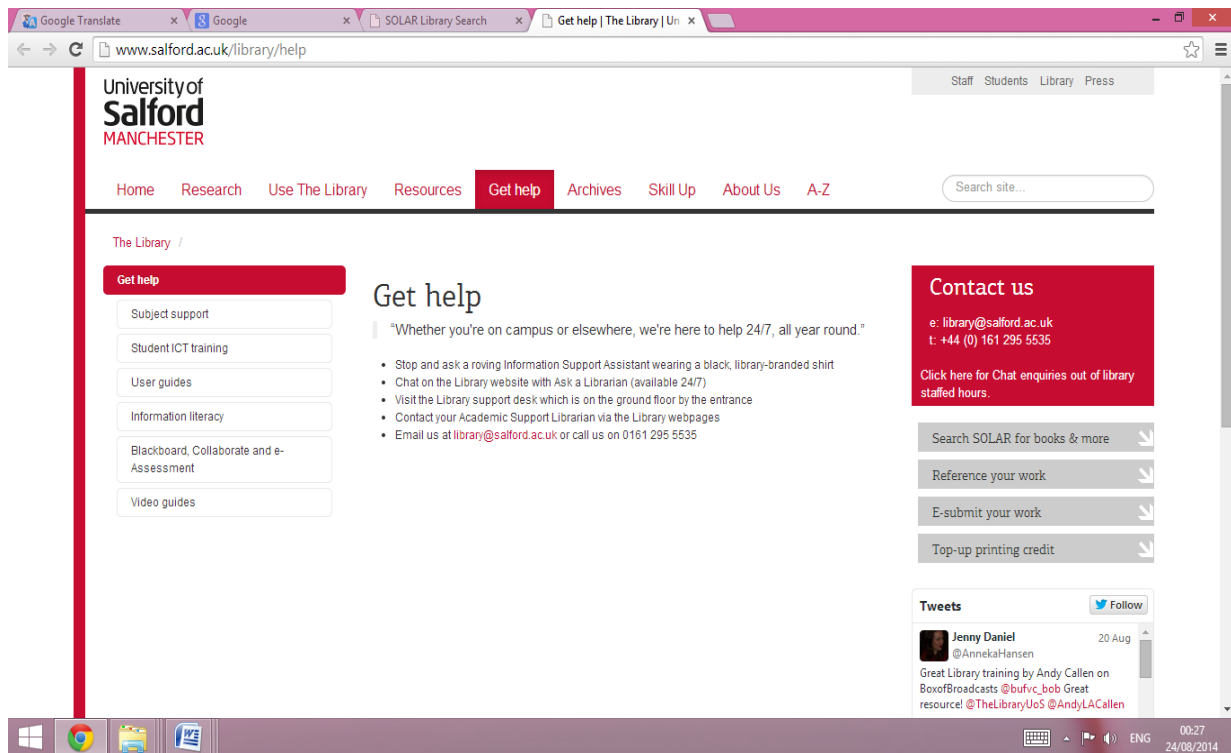 Google Translate
Google
SOLAR Library Search
Get help | The Library | Un
www.salford.ac.uk/library/help
Staff Students Library Press
University of
Salford
MANCHESTER
Home Research Use The Library Resources Get help Archives Skill Up About Us A-Z
Search site...
The Library /
Get help
Subject support
Student ICT training
User guides
Information literacy
Blackboard, Collaborate and e-
Assessment
Video guides
Get help
“Whether you're on campus or elsewhere, we're here to help 24/7, all year round.”
• Stop and ask a roving Information Support Assistant wearing a black, library-branded shirt
• Chat on the Library website with Ask a Librarian (available 24/7)
• Visit the Library support desk which is on the ground floor by the entrance
• Contact your Academic Support Librarian via the Library webpages
• Email us at library@salford.ac.uk or call us on 0161 295 5535
Contact us
e: library@salford.ac.uk
t: +44 (0) 161 295 5535
Click here for Chat enquiries out of library
staffed hours.
Search SOLAR for books & more
Reference your work
E-submit your work
Top-up printing credit
Tweets
Follow
Jenny Daniel 20 Aug
@AnnekaHansen
Great Library training by Andy Callen on
BoxofBroadcasts @bufvc_bob Great
resource! @TheLibraryUoS @AndyLACallen
ENG
00:27
24/08/2014